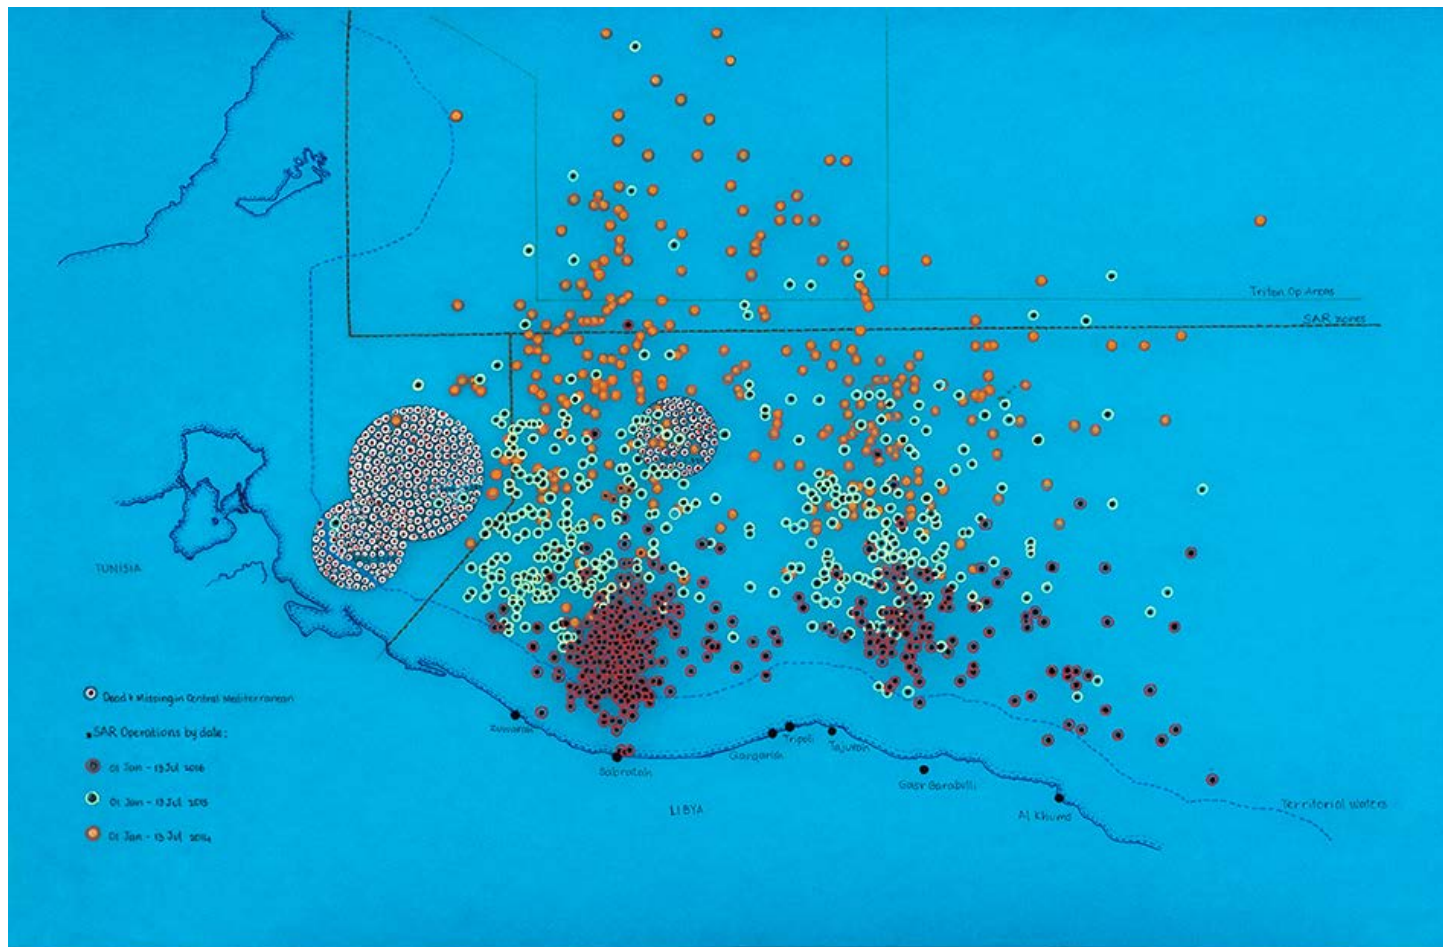 Triton Op Areas
SAR zones
TUNISIA
Dead & Missing in Central Mediterranean
SAR Operations by date:
01 Jan - 13 Jul 2016
01 Jan - 13 Jul 2015
01 Jan - 13 Jul 2014
Zuwarah
Sabratah
Gargarish
Tripoli
Tajurah
Gasr Garabulli
Al Khums
LIBYA
Territorial Waters